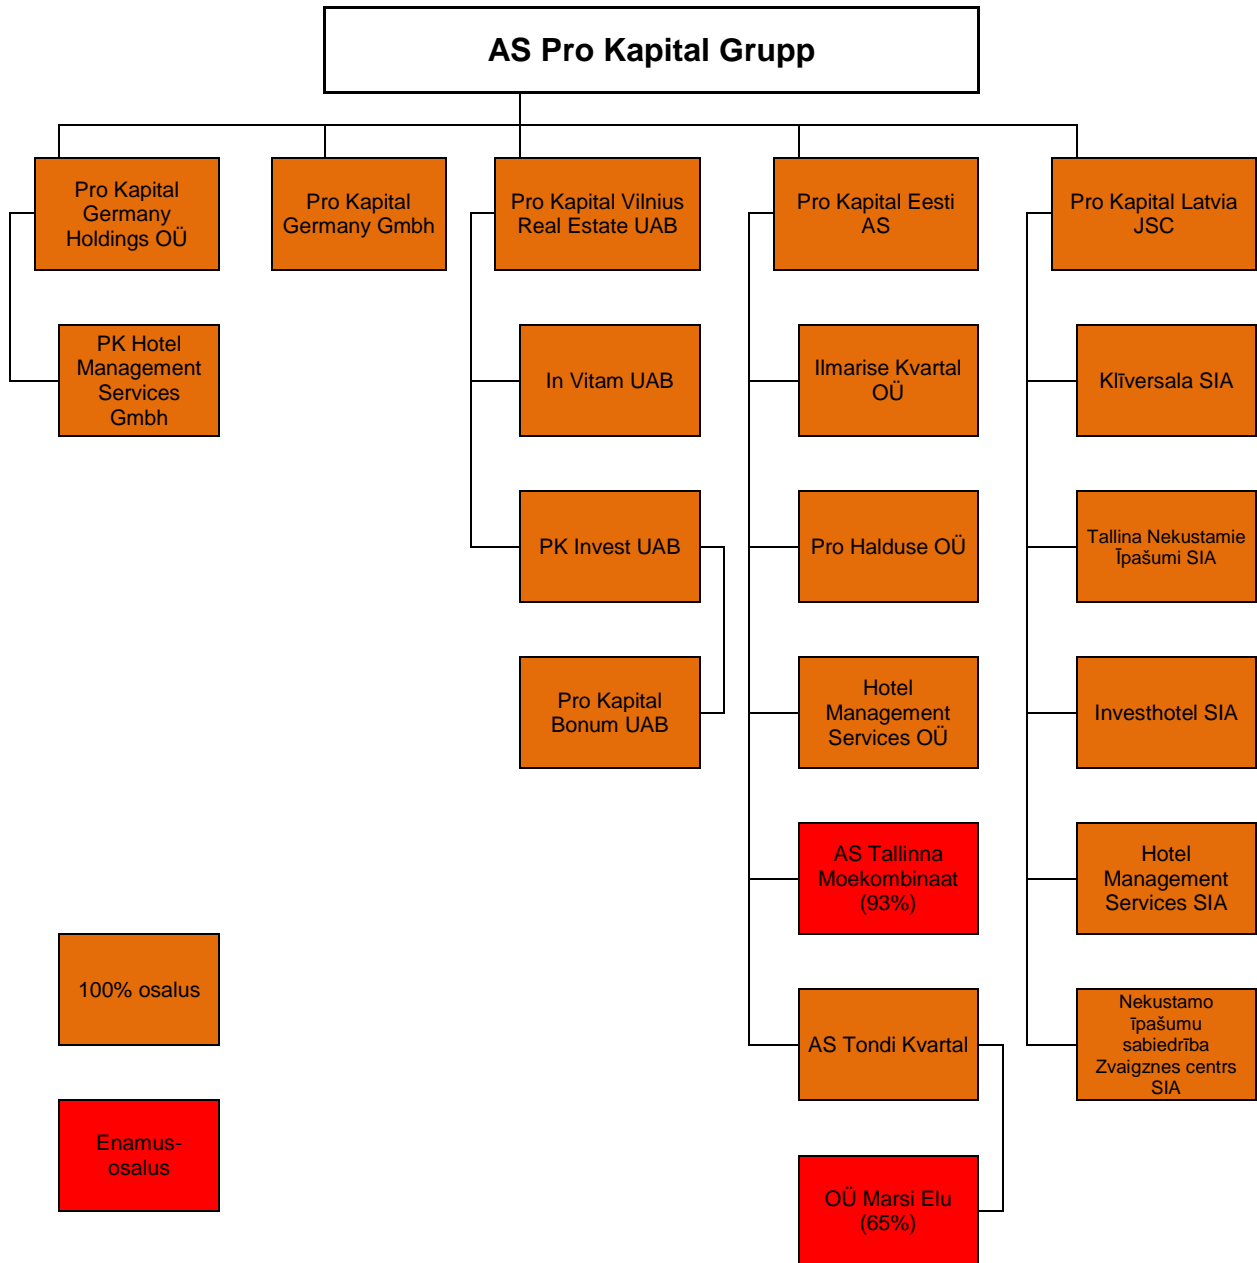 AS Pro Kapital Grupp
Pro Kapital
Germany
Holdings OÜ
Pro Kapital
Germany Gmbh
Pro Kapital Vilnius
Real Estate UAB
Pro Kapital Eesti
AS
Pro Kapital Latvia
JSC
PK Hotel
Management
Services
Gmbh
In Vitam UAB
Ilmarise Kvartal
OÜ
Klīversala SIA
PK Invest UAB
Pro Halduse OÜ
Tallina Nekustamie
Īpašumi SIA
Pro Kapital
Bonum UAB
Hotel
Management
Services OÜ
Investhotel SIA
AS Tallinna
Moekombinaat
(93%)
Hotel
Management
Services SIA
100% osalus
AS Tondi Kvartal
Nekustamo
īpašumu
sabiedrība
Zvaigznes centrs
SIA
Enamus-
osalus
OÜ Marsi Elu
(65%)